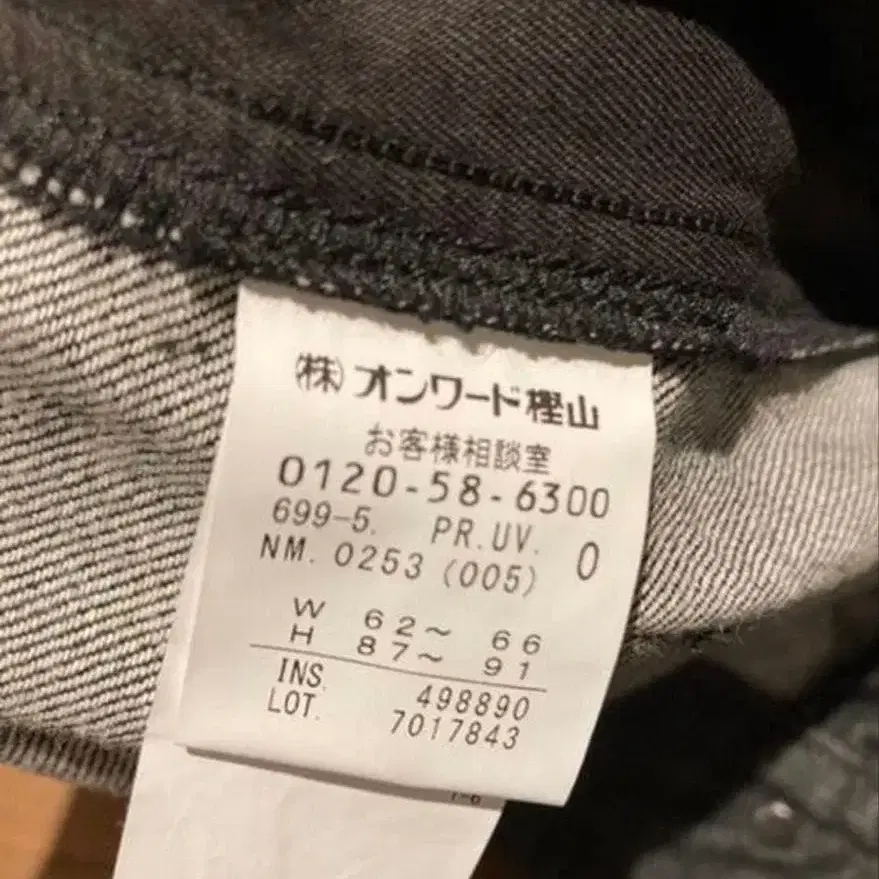 (株)オンワード樫山
お客様相談室
0120-58-6300
699-5. PR.UV. 0
NM. 0253 (005)
W 62～ 66
H 87～ 91
INS. 498890
LOT. 7017843